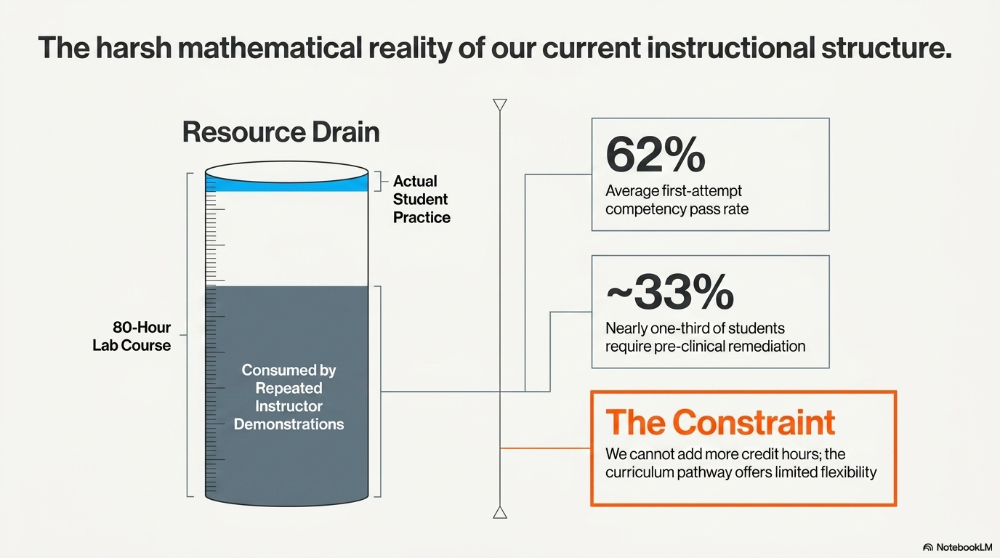 The harsh mathematical reality of our current instructional structure.
Resource Drain
Actual
Student
Practice
80-Hour
Lab Course
Consumed by
Repeated
Instructor
Demonstrations
62%
Average first-attempt
competency pass rate
~33%
Nearly one-third of students
require pre-clinical remediation
The Constraint
We cannot add more credit hours; the
curriculum pathway offers limited flexibility
NotebookLM